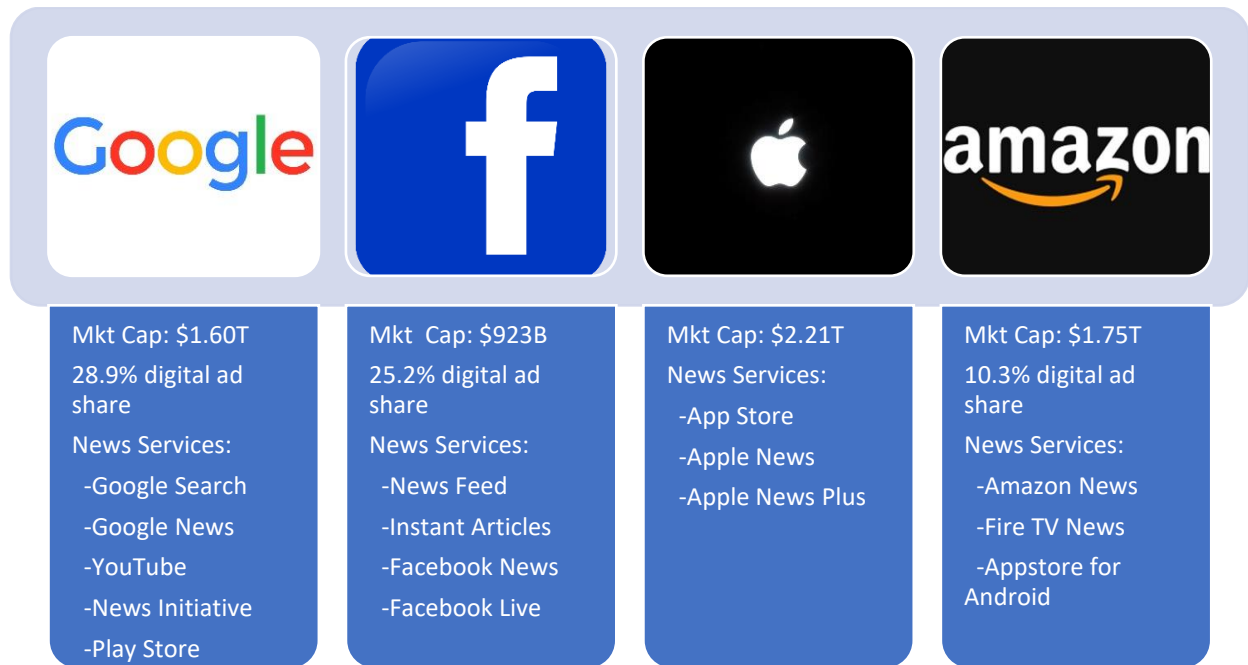 Google
f
amazon
Mkt Cap: $1.60T
28.9% digital ad
share
News Services:
-Google Search
-Google News
-YouTube
-News Initiative
-Play Store
Mkt Cap: $923B
25.2% digital ad
share
News Services:
-News Feed
-Instant Articles
-Facebook News
-Facebook Live
Mkt Cap: $2.21T
News Services:
-App Store
-Apple News
-Apple News Plus
Mkt Cap: $1.75T
10.3% digital ad
share
News Services:
-Amazon News
-Fire TV News
-Appstore for
Android